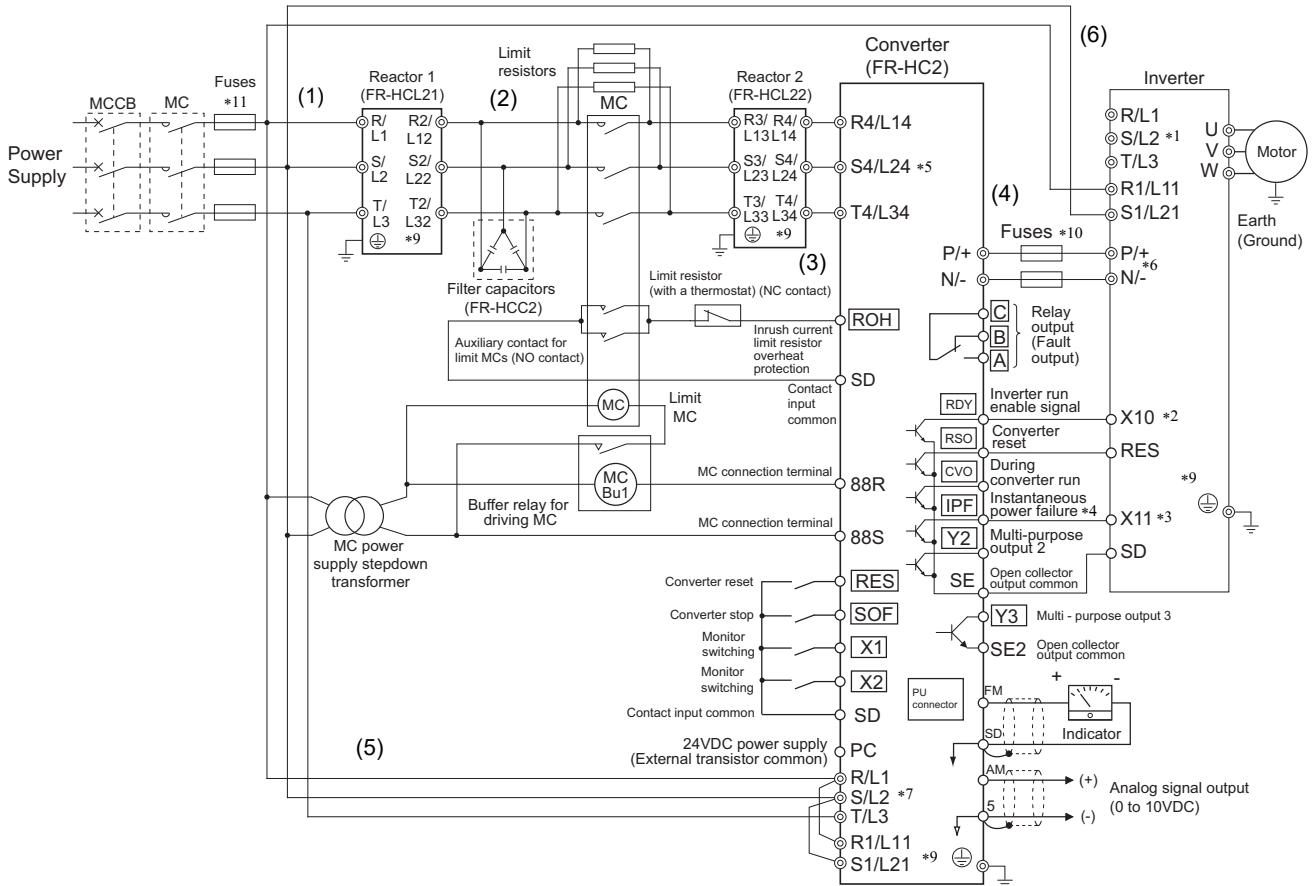 (6)
Limit
resistors
Converter
(FR-HC2)
Inverter
MCCB
MC
Fuses
*11
(1)
Reactor 1
(FR-HCL21)
(2)
MC
Reactor 2
(FR-HCL22)
Power
Supply
R/
L1
R2/
L12
S/
L2
S2/
L22
T/
L3
T2/
L32
*9
R3/
L13
R4/
L14
S3/
L23
S4/
L24
T3/
L33
T4/
L34
*9
R4/L14
S4/L24 *5
T4/L34
R/L1
S/L2 *1
T/L3
R1/L11
S1/L21
U
V
W
Motor
Earth
(Ground)
(3)
(4)
Fuses *10
P/+
N/-
P/+
*6
N/-
Filter capacitors
(FR-HCC2)
Limit resistor
(with a thermostat) (NC contact)
Auxiliary contact for
limit MCs (NO contact)
Inrush current
limit resistor
overheat
protection
ROH
SD
Contact
input
common
C
B
A
Relay
output
(Fault
output)
MC
Limit
MC
MC
Bu1
Buffer relay for
driving MC
MC connection terminal
88R
MC connection terminal
88S
MC power
supply stepdown
transformer
RDY
Inverter run
enable signal
X10 *2
RSO
Converter
reset
RES
CVO
During
converter run
IPF
Instantaneous
power failure *4
X11 *3
Y2
Multi-purpose
output 2
SE
Open collector
output common
SD
*9
Converter reset
RES
Converter stop
SOF
Monitor
switching
X1
Monitor
switching
X2
Contact input common
SD
Y3
Multi - purpose output 3
SE2
Open collector
output common
PU
connector
FM
+
-
Indicator
SD
AM
(+)
5
(-)
Analog signal output
(0 to 10VDC)
(5)
24VDC power supply
(External transistor common)
PC
R/L1
S/L2 *7
T/L3
R1/L11
S1/L21
*9